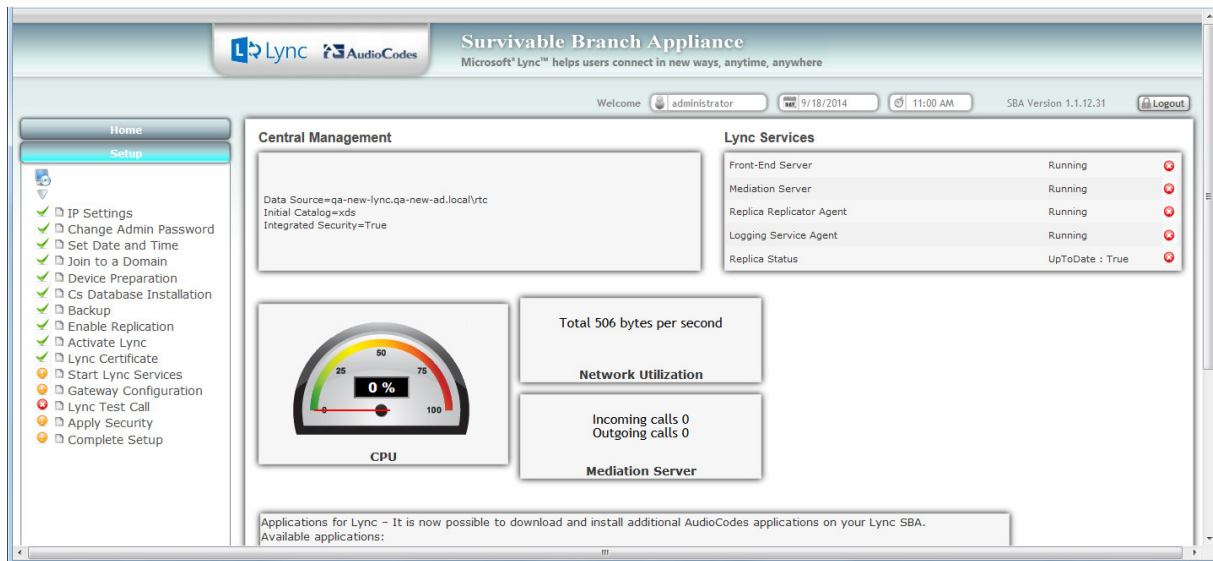 Lync AudioCodes
Survivable Branch Appliance
Microsoft® Lync™ helps users connect in new ways, anytime, anywhere
Welcome administrator 9/18/2014 11:00 AM SBA Version 1.1.12.31 Logout
Home
Setup
IP Settings
Change Admin Password
Set Date and Time
Join to a Domain
Device Preparation
Cs Database Installation
Backup
Enable Replication
Activate Lync
Lync Certificate
Start Lync Services
Gateway Configuration
Lync Test Call
Apply Security
Complete Setup
Central Management
Data Source=qa-new-lync.qa-new-ad.local\rtc
Initial Catalog=xds
Integrated Security=True
Lync Services
Front-End Server Running
Mediation Server Running
Replica Replicator Agent Running
Logging Service Agent Running
Replica Status UpToDate : True
50
25 75
0 %
0 100
CPU
Total 506 bytes per second
Network Utilization
Incoming calls 0
Outgoing calls 0
Mediation Server
Applications for Lync – It is now possible to download and install additional AudioCodes applications on your Lync SBA.
Available applications: